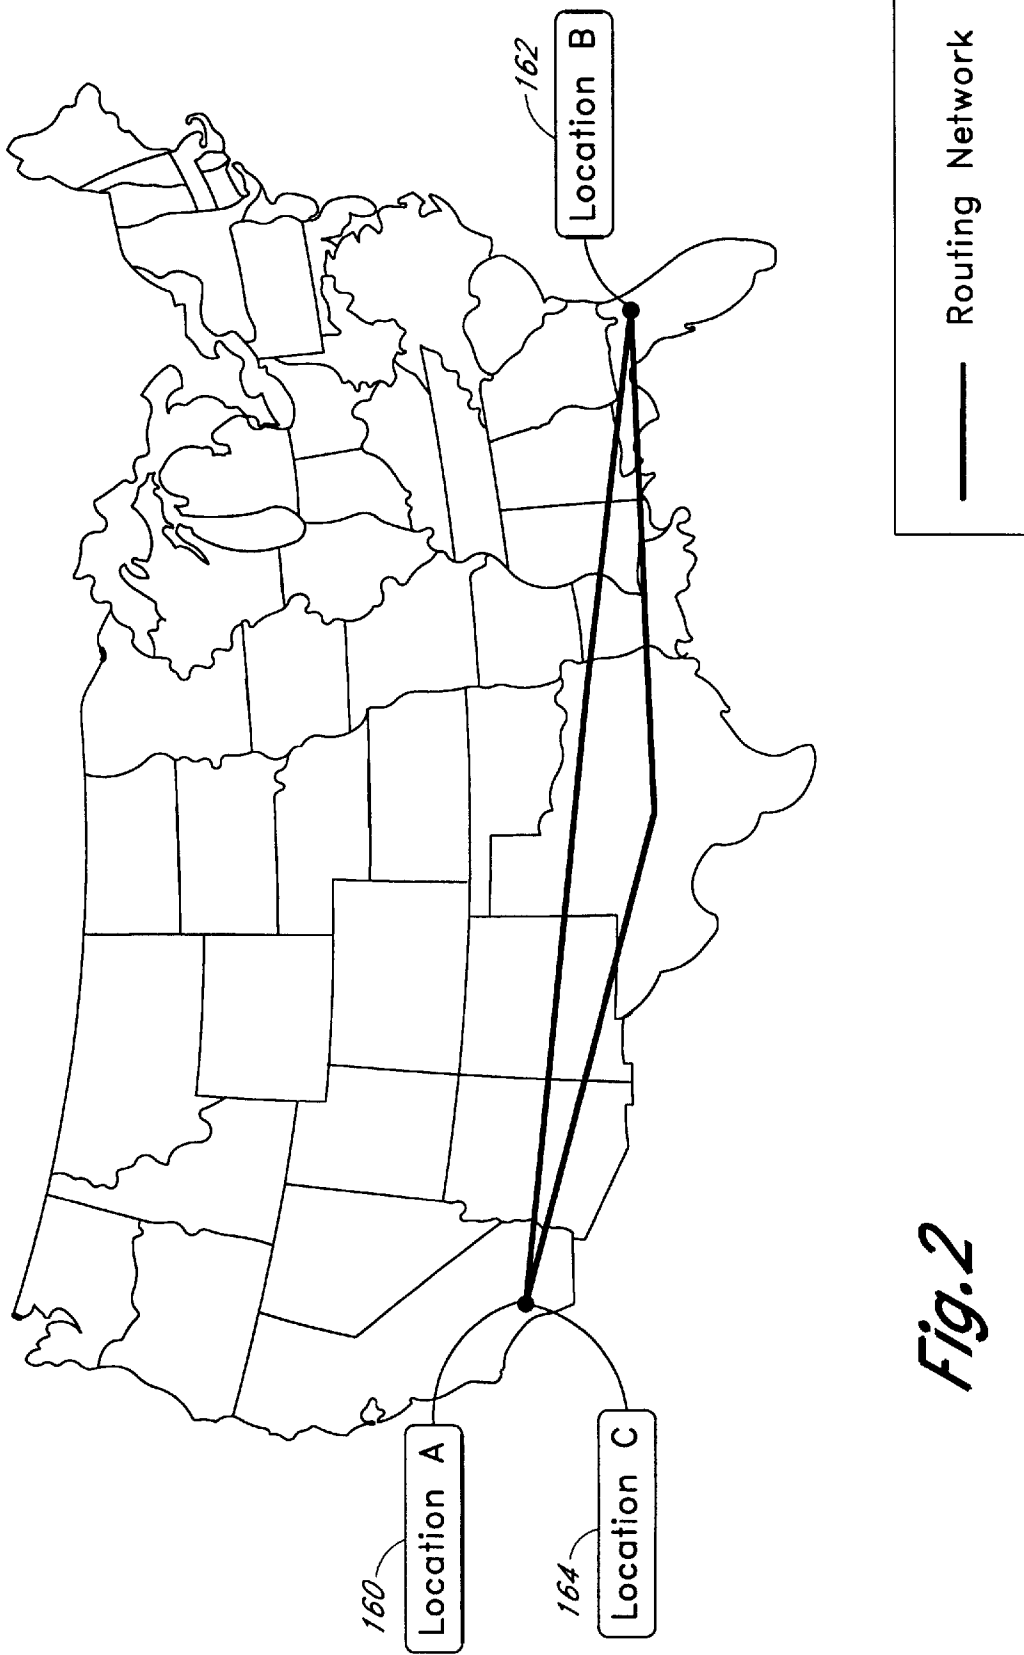 160
Location A
164
Location C
162
Location B
Routing Network
Fig.2